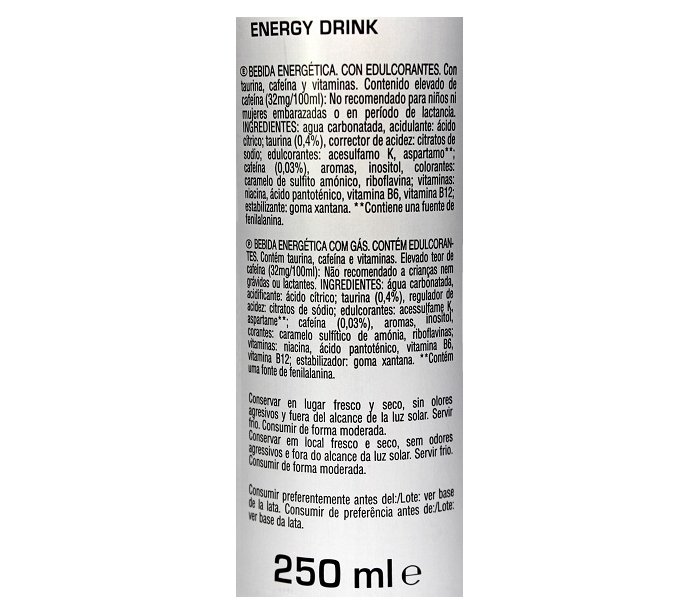 ENERGY DRINK
Ⓔ BEBIDA ENERGÉTICA. CON EDULCORANTES. Con
taurina, cafeína y vitaminas. Contenido elevado de
cafeína (32mg/100ml): No recomendado para niños ni
mujeres embarazadas o en período de lactancia.
INGREDIENTES: agua carbonatada, acidulante: ácido
cítrico; taurina (0,4%), corrector de acidez: citratos de
sodio; edulcorantes: acesulfamo K, aspartamo**;
cafeína (0,03%), aromas, inositol, colorantes:
caramelo de sulfito amónico, riboflavina; vitaminas:
niacina, ácido pantoténico, vitamina B6, vitamina B12;
estabilizante: goma xantana. **Contiene una fuente de
fenilalanina.
Ⓟ BEBIDA ENERGÉTICA COM GÁS. CONTÉM EDULCORAN-
TES. Contém taurina, cafeína e vitaminas. Elevado teor de
cafeína (32mg/100ml): Não recomendado a crianças nem
grávidas ou lactantes. INGREDIENTES: água carbonatada,
acidificante: ácido cítrico; taurina (0,4%), regulador de
acidez: citratos de sódio; edulcorantes: acessulfame K,
aspartame**; cafeína (0,03%), aromas, inositol,
corantes: caramelo sulfítico de amónia, riboflavinas;
vitaminas: niacina, ácido pantoténico, vitamina B6,
vitamina B12; estabilizador: goma xantana. **Contém
uma fonte de fenilalanina.
Conservar en lugar fresco y seco, sin olores
agresivos y fuera del alcance de la luz solar. Servir
frío. Consumir de forma moderada.
Conservar em local fresco e seco, sem odores
agressivos e fora do alcance da luz solar. Servir frio.
Consumir de forma moderada.
Consumir preferentemente antes del:/Lote: ver base
de la lata. Consumir de preferência antes de:/Lote:
ver base da lata.
250 ml e